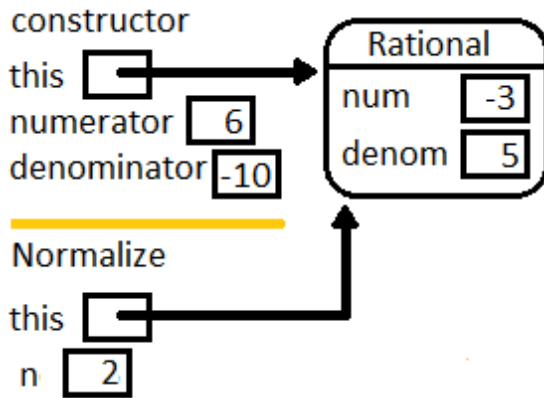 constructor
this
numerator 6
denominator -10
Rational
num -3
denom 5
Normalize
this
n 2